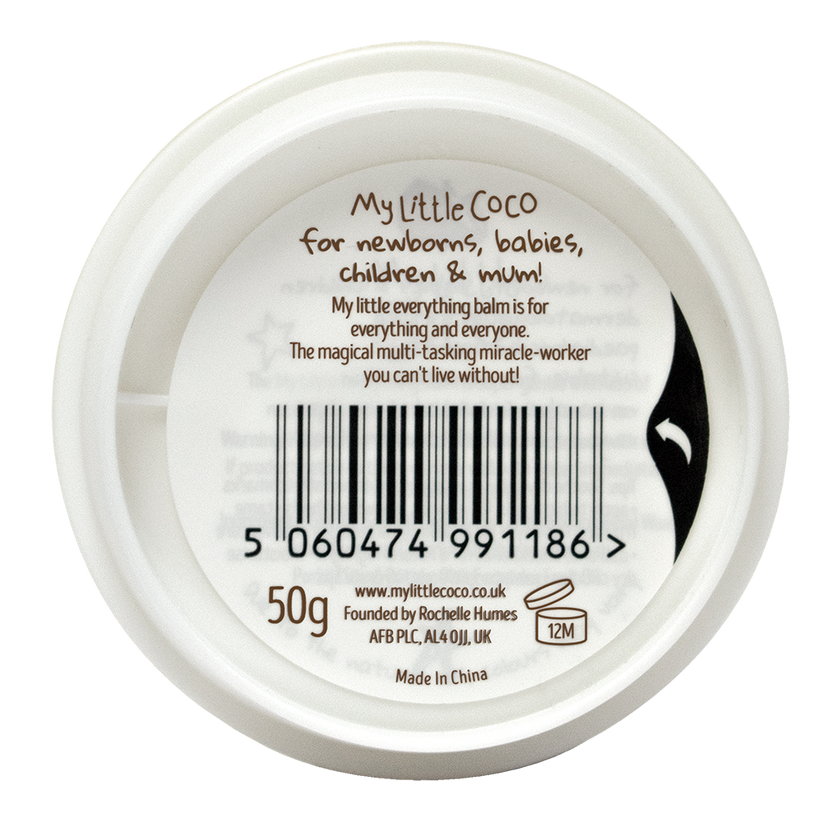 My Little Coco
for newborns, babies,
children & mum!
My little everything balm is for
everything and everyone.
The magical multi-tasking miracle-worker
you can't live without!
5 060474 991186 >
50g
www.mylittlecoco.co.uk
Founded by Rochelle Humes
AFB PLC, AL4 0JJ, UK
12M
Made In China